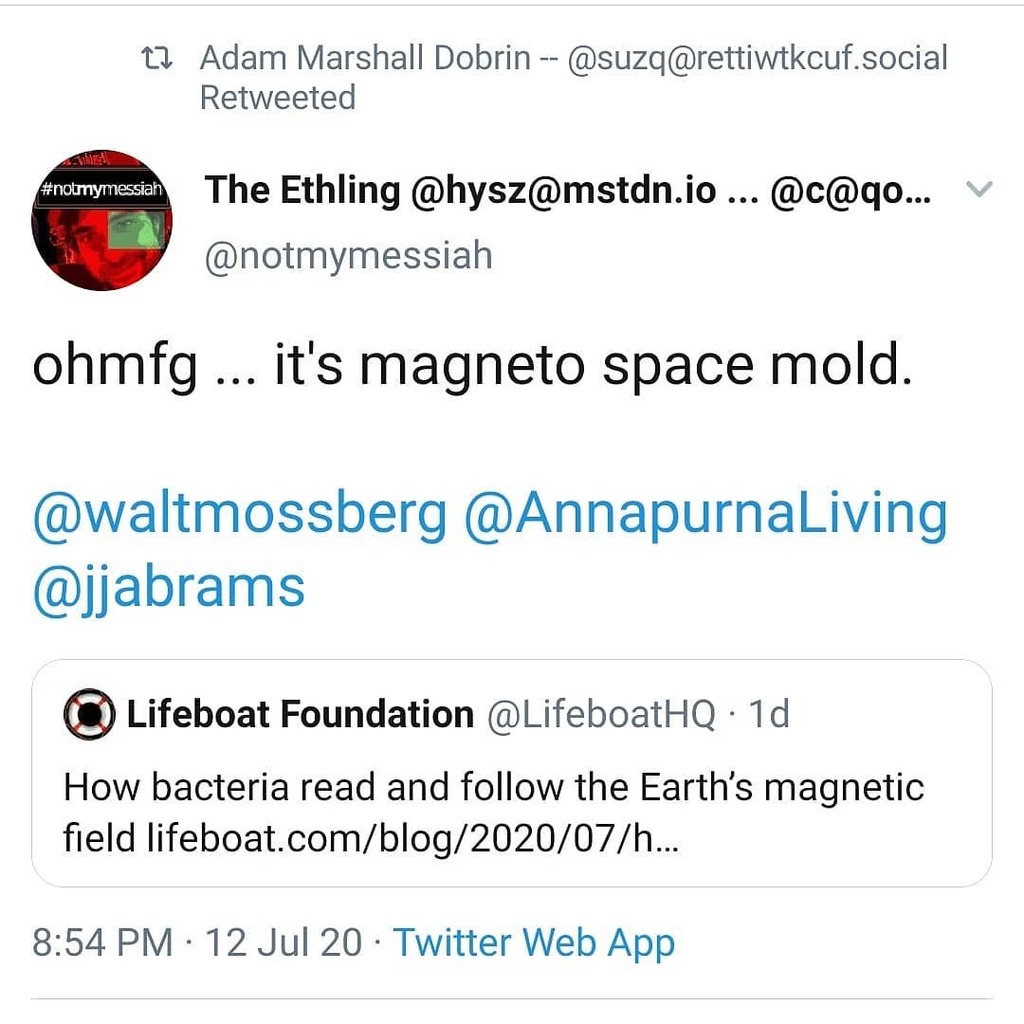 Adam Marshall Dobrin -- @suzq@rettiwtkcuf.social
Retweeted
#notmymessiah
The Ethling @hysz@mstdn.io ... @c@qo...
@notmymessiah
ohmfg ... it's magneto space mold.
@waltmossberg @AnnapurnaLiving
@jjabrams
Lifeboat Foundation @LifeboatHQ · 1d
How bacteria read and follow the Earth’s magnetic
field lifeboat.com/blog/2020/07/h...
8:54 PM · 12 Jul 20 · Twitter Web App